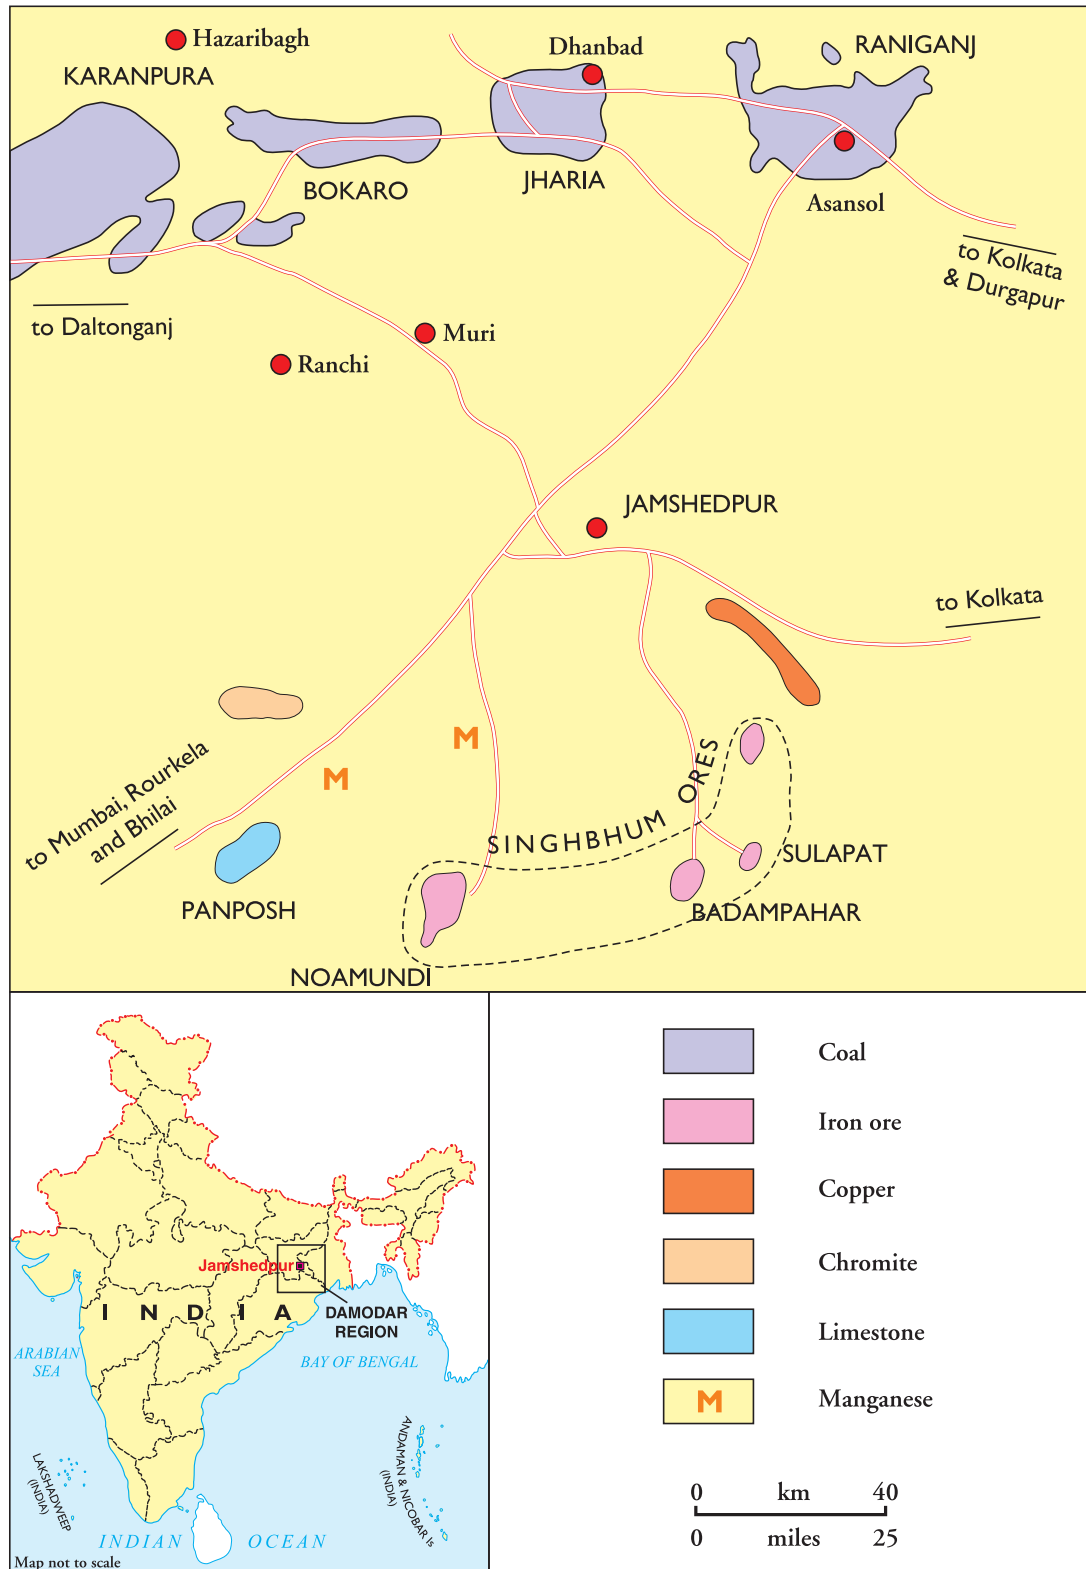 Hazaribagh
KARANPURA
Dhanbad
RANIGANJ
BOKARO
JHARIA
Asansol
to Kolkata
& Durgapur
to Daltonganj
Muri
Ranchi
JAMSHEDPUR
to Kolkata
to Mumbai, Rourkela
and Bhilai
M
M
SINGHBHUM ORES
SULAPAT
PANPOSH
BADAMPAHAR
NOAMUNDI
Jamshedpur
INDIA
DAMODAR
REGION
ARABIAN
SEA
BAY OF BENGAL
LAKSHADWEEP
(INDIA)
ANDAMAN & NICOBAR Is
(INDIA)
INDIAN OCEAN
Map not to scale
Coal
Iron ore
Copper
Chromite
Limestone
M Manganese
0 km 40
0 miles 25